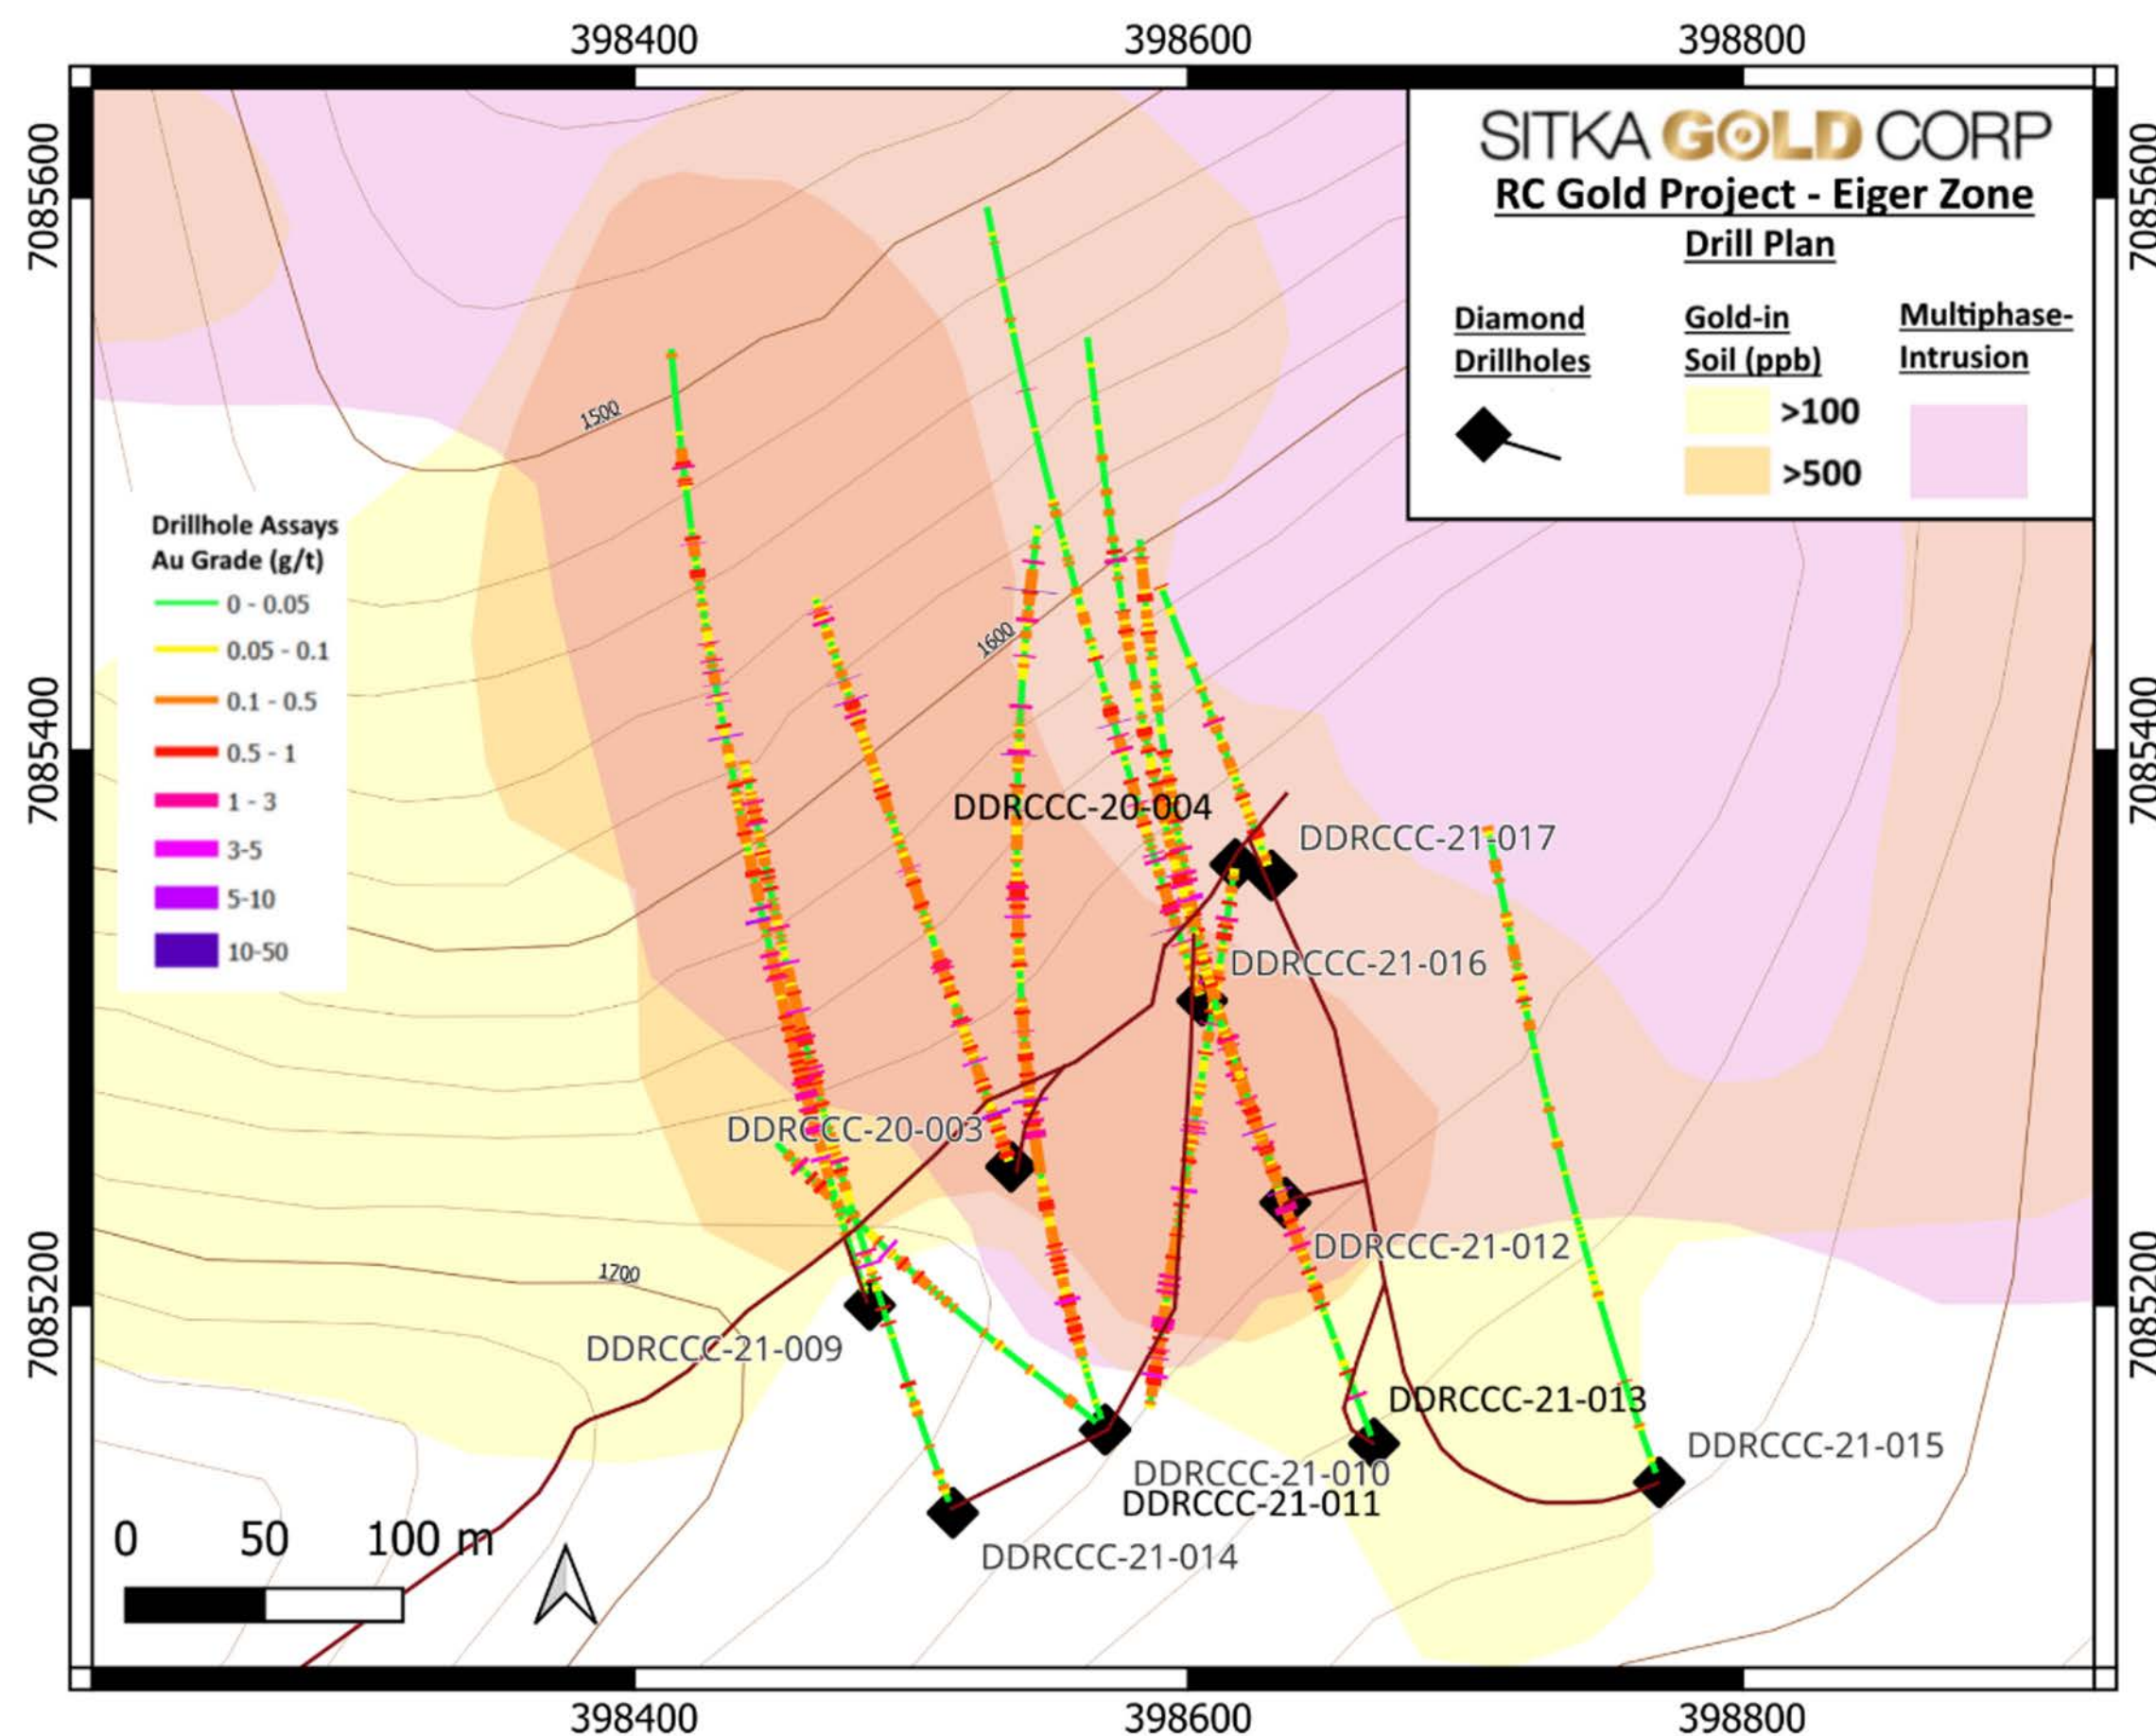 398400 398600 398800
7085600
7085600
SITKA GOLD CORP
RC Gold Project - Eiger Zone
Drill Plan
Diamond
Drillholes
Gold-in
Soil (ppb)
>100
>500
Multiphase-
Intrusion
1500
Drillhole Assays
Au Grade (g/t)
0 - 0.05
0.05 - 0.1
0.1 - 0.5
0.5 - 1
1 - 3
3-5
5-10
10-50
1600
7085400
7085400
DDRCCC-20-004
DDRCCC-21-017
DDRCCC-21-016
DDRCCC-20-003
DDRCCC-21-012
1700
7085200
7085200
DDRCCC-21-009
DDRCCC-21-013
DDRCCC-21-015
DDRCCC-21-010
DDRCCC-21-011
DDRCCC-21-014
0 50 100 m
398400 398600 398800